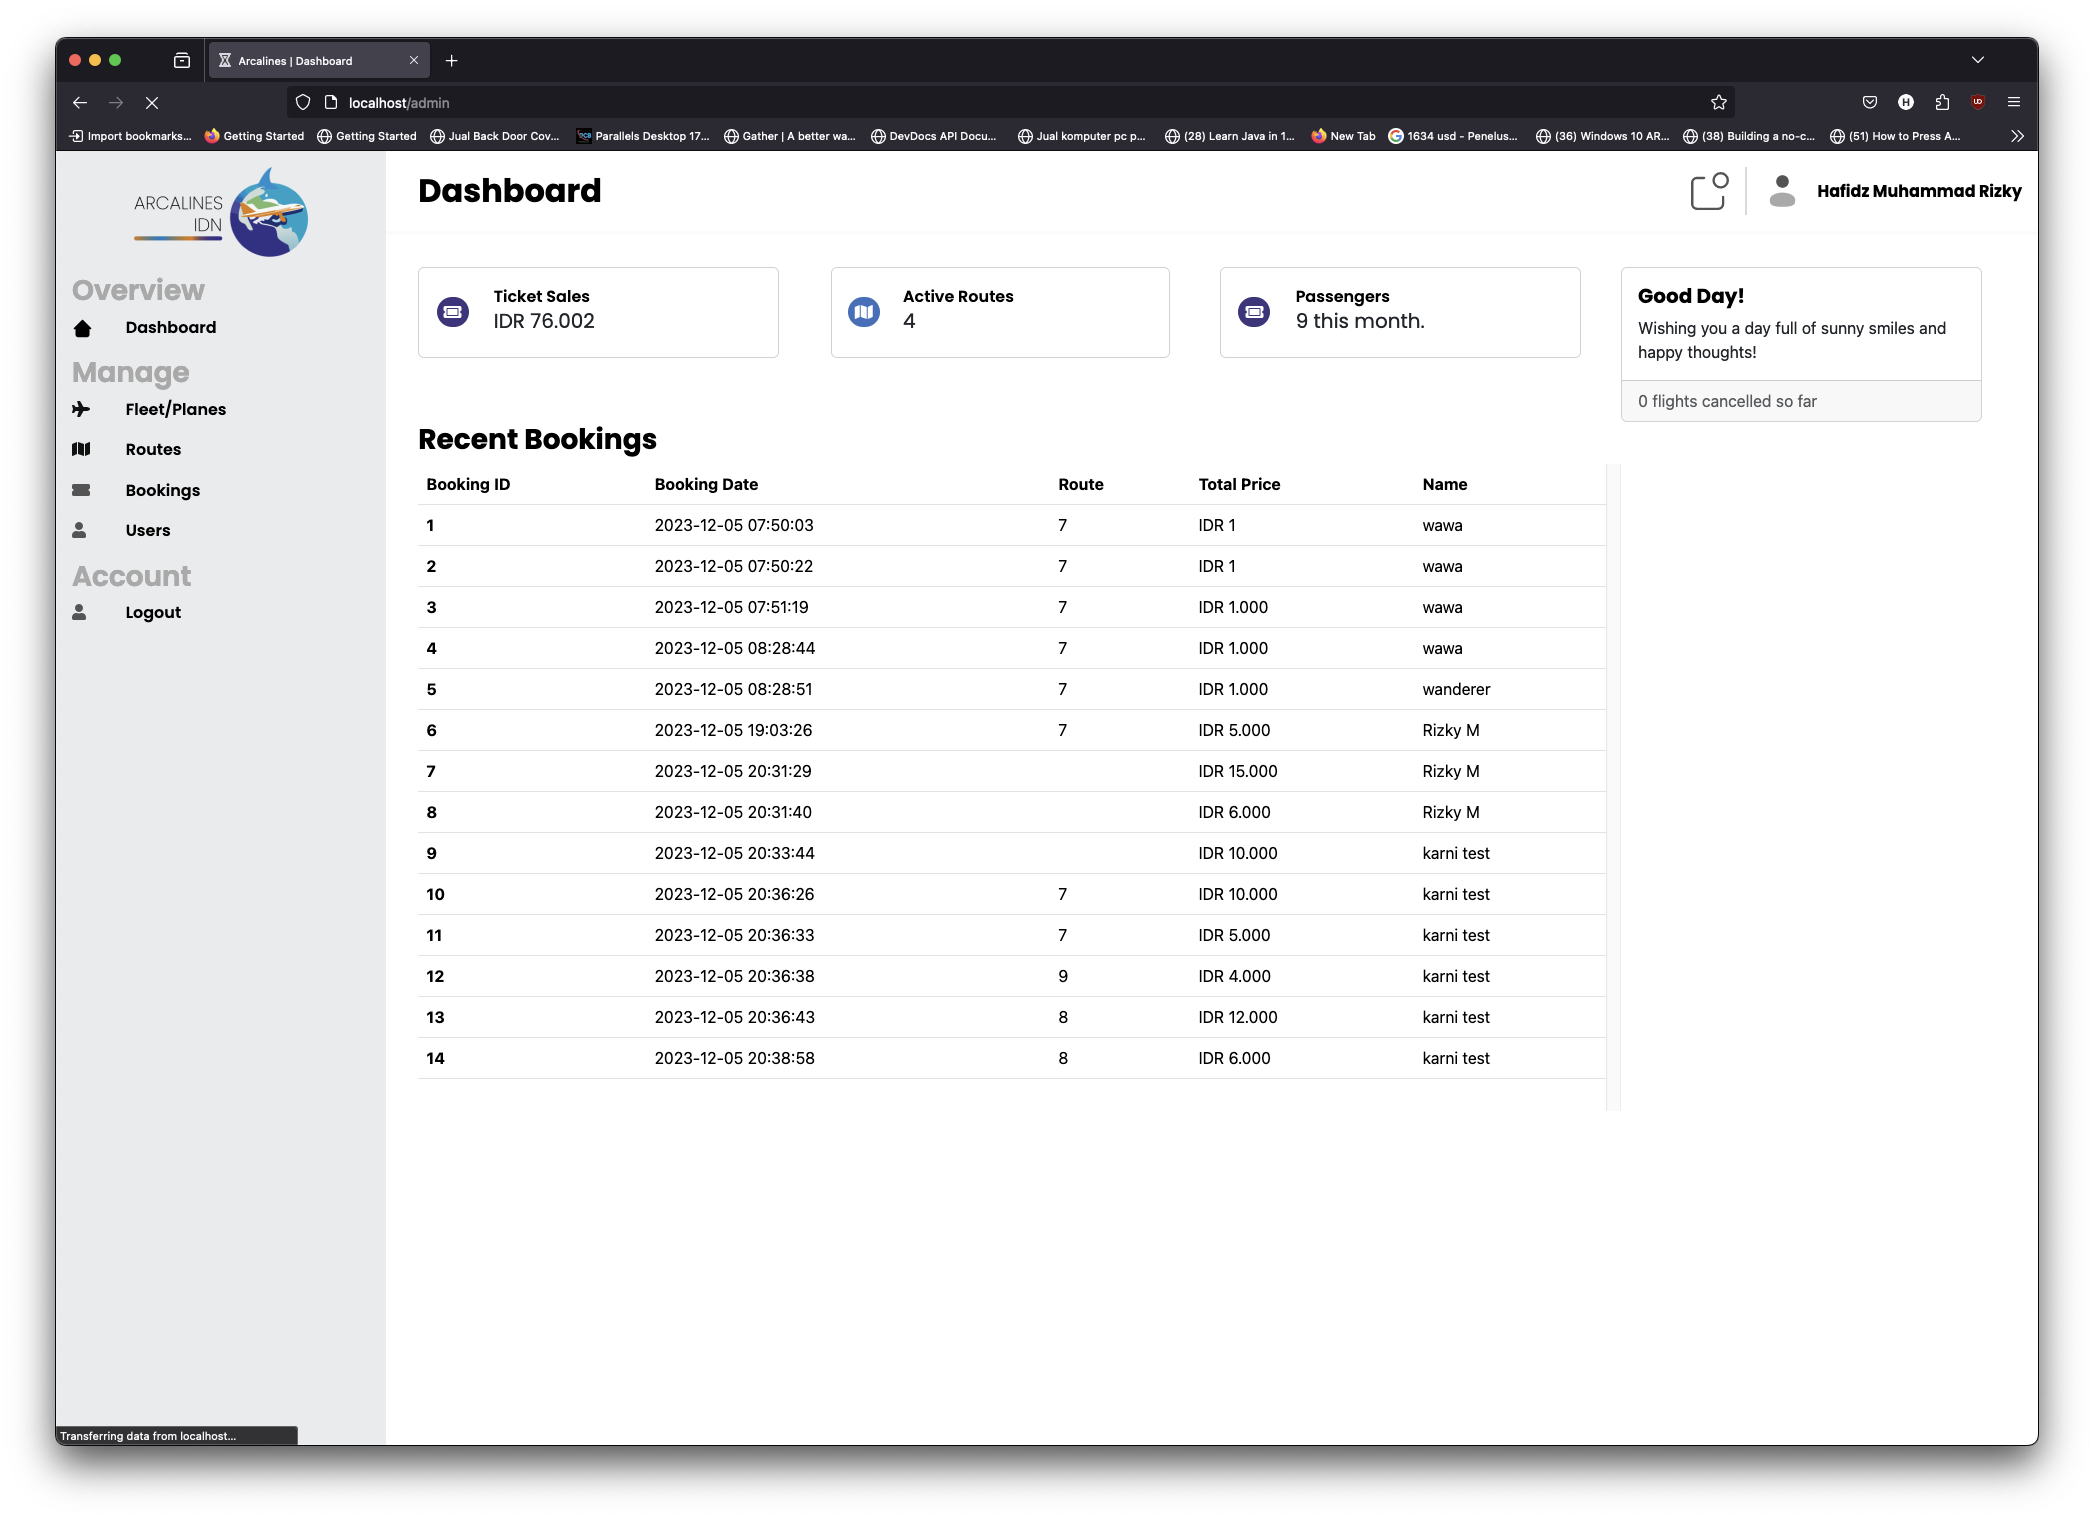 Arcalines | Dashboard
localhost/admin
Import bookmarks... Getting Started Getting Started Jual Back Door Cov... Parallels Desktop 17... Gather | A better wa... DevDocs API Docu... Jual komputer pc p... (28) Learn Java in 1... New Tab 1634 usd - Penelus... (36) Windows 10 AR... (38) Building a no-c... (51) How to Press A...
ARCALINES
IDN
Overview
Dashboard
Manage
Fleet/Planes
Routes
Bookings
Users
Account
Logout
Dashboard
Hafidz Muhammad Rizky
Ticket Sales
IDR 76.002
Active Routes
4
Passengers
9 this month.
Good Day!
Wishing you a day full of sunny smiles and
happy thoughts!
0 flights cancelled so far
Recent Bookings
Booking ID Booking Date Route Total Price Name
1 2023-12-05 07:50:03 7 IDR 1 wawa
2 2023-12-05 07:50:22 7 IDR 1 wawa
3 2023-12-05 07:51:19 7 IDR 1.000 wawa
4 2023-12-05 08:28:44 7 IDR 1.000 wawa
5 2023-12-05 08:28:51 7 IDR 1.000 wanderer
6 2023-12-05 19:03:26 7 IDR 5.000 Rizky M
7 2023-12-05 20:31:29 IDR 15.000 Rizky M
8 2023-12-05 20:31:40 IDR 6.000 Rizky M
9 2023-12-05 20:33:44 IDR 10.000 karni test
10 2023-12-05 20:36:26 7 IDR 10.000 karni test
11 2023-12-05 20:36:33 7 IDR 5.000 karni test
12 2023-12-05 20:36:38 9 IDR 4.000 karni test
13 2023-12-05 20:36:43 8 IDR 12.000 karni test
14 2023-12-05 20:38:58 8 IDR 6.000 karni test
Transferring data from localhost...